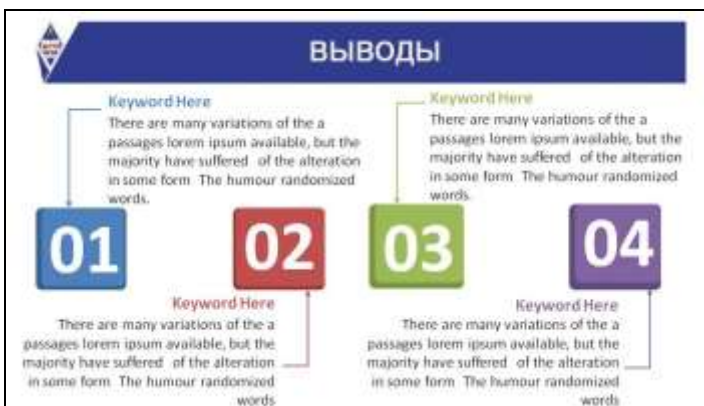 ВЫВОДЫ
Keyword Here
There are many variations of the a
passages lorem ipsum available, but the
majority have suffered of the alteration
in some form The humour randomized
words.
Keyword Here
There are many variations of the a
passages lorem ipsum available, but the
majority have suffered of the alteration
in some form The humour randomized
words.
01
02
03
04
Keyword Here
There are many variations of the a
passages lorem ipsum available, but the
majority have suffered of the alteration
in some form The humour randomized
words
Keyword Here
There are many variations of the a
passages lorem ipsum available, but the
majority have suffered of the alteration
in some form The humour randomized
words